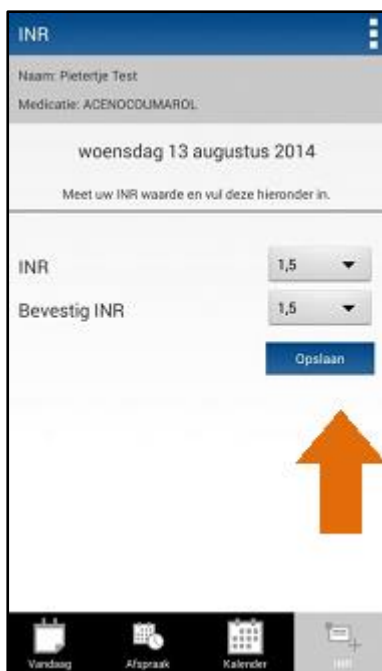 INR
Naam: Pietertje Test
Medicatie: ACENOCOUMAROL
woensdag 13 augustus 2014
Meet uw INR waarde en vul deze hieronder in.
INR 1,5
Bevestig INR 1,5
Opslaan
Vandaag Afspraak Kalender INR